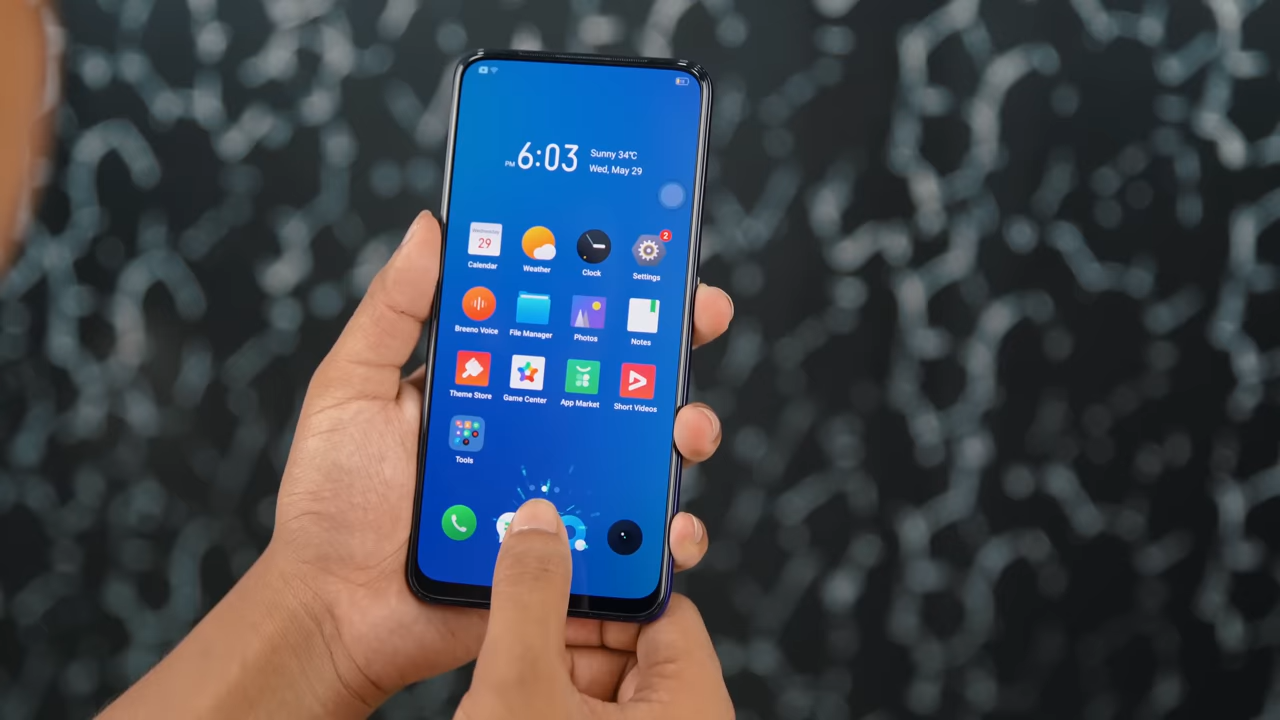 PM 6:03
Sunny 34℃
Wed, May 29
Wednesday
29
2
Calendar
Weather
Clock
Settings
Breeno Voice
File Manager
Photos
Notes
Theme Store
Game Center
App Market
Short Videos
Tools